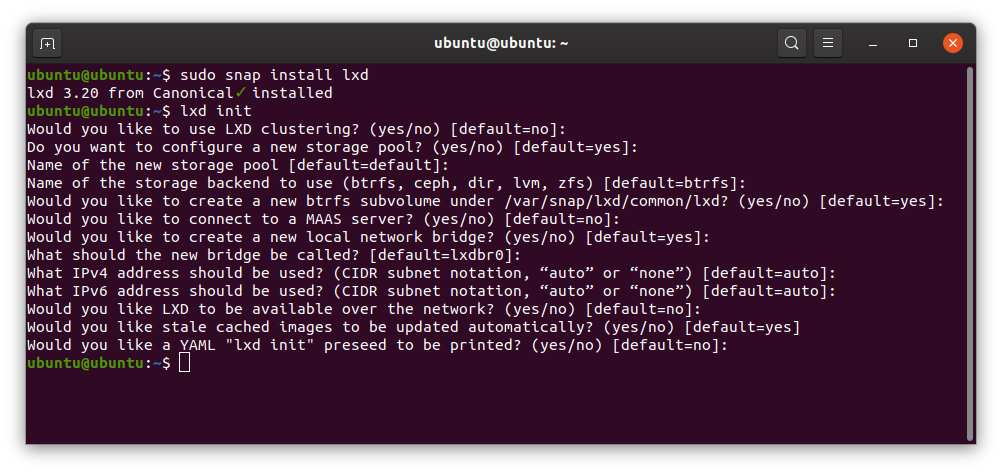 ubuntu@ubuntu: ~
ubuntu@ubuntu:~$ sudo snap install lxd
lxd 3.20 from Canonical✓ installed
ubuntu@ubuntu:~$ lxd init
Would you like to use LXD clustering? (yes/no) [default=no]:
Do you want to configure a new storage pool? (yes/no) [default=yes]:
Name of the new storage pool [default=default]:
Name of the storage backend to use (btrfs, ceph, dir, lvm, zfs) [default=btrfs]:
Would you like to create a new btrfs subvolume under /var/snap/lxd/common/lxd? (yes/no) [default=yes]:
Would you like to connect to a MAAS server? (yes/no) [default=no]:
Would you like to create a new local network bridge? (yes/no) [default=yes]:
What should the new bridge be called? [default=lxdbr0]:
What IPv4 address should be used? (CIDR subnet notation, “auto” or “none”) [default=auto]:
What IPv6 address should be used? (CIDR subnet notation, “auto” or “none”) [default=auto]:
Would you like LXD to be available over the network? (yes/no) [default=no]:
Would you like stale cached images to be updated automatically? (yes/no) [default=yes]
Would you like a YAML "lxd init" preseed to be printed? (yes/no) [default=no]:
ubuntu@ubuntu:~$